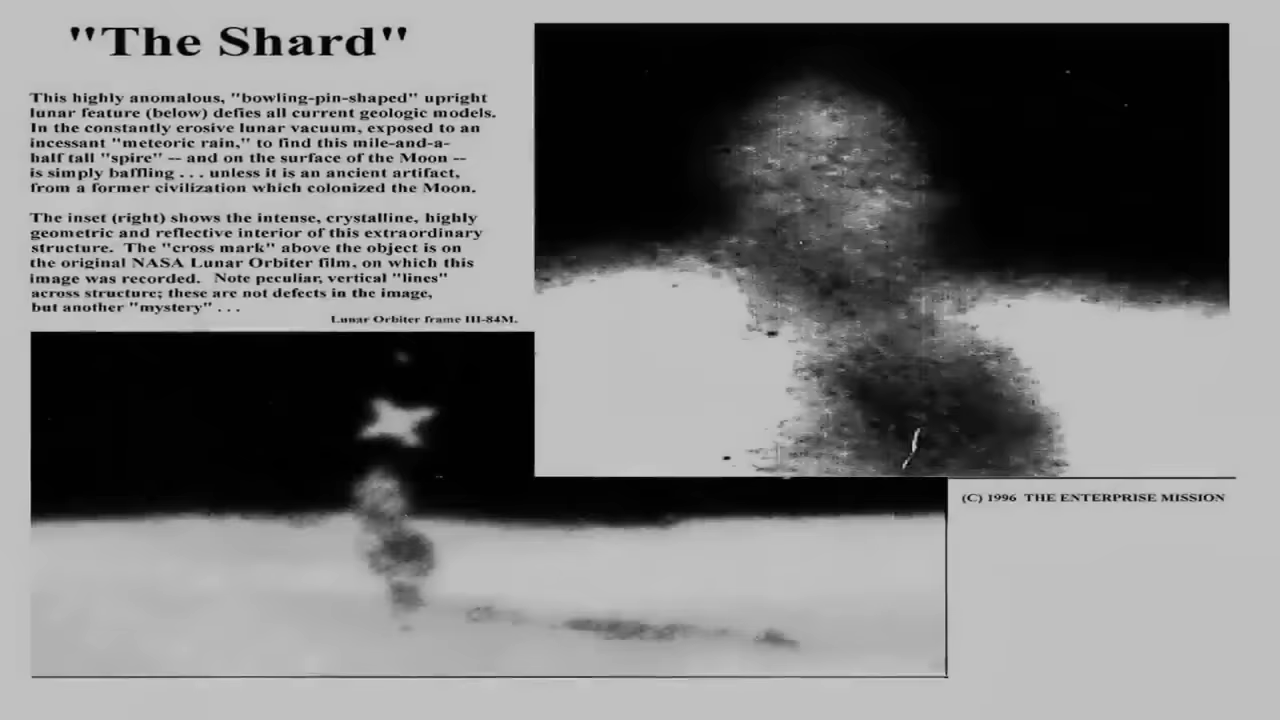 "The Shard"
This highly anomalous, "bowling-pin-shaped" upright
lunar feature (below) defies all current geologic models.
In the constantly erosive lunar vacuum, exposed to an
incessant "meteoric rain," to find this mile-and-a-
half tall "spire" -- and on the surface of the Moon --
is simply baffling . . . unless it is an ancient artifact,
from a former civilization which colonized the Moon.
The inset (right) shows the intense, crystalline, highly
geometric and reflective interior of this extraordinary
structure. The "cross mark" above the object is on
the original NASA Lunar Orbiter film, on which this
image was recorded. Note peculiar, vertical "lines"
across structure; these are not defects in the image,
but another "mystery" . . .
Lunar Orbiter frame III-84M.
(C) 1996 THE ENTERPRISE MISSION